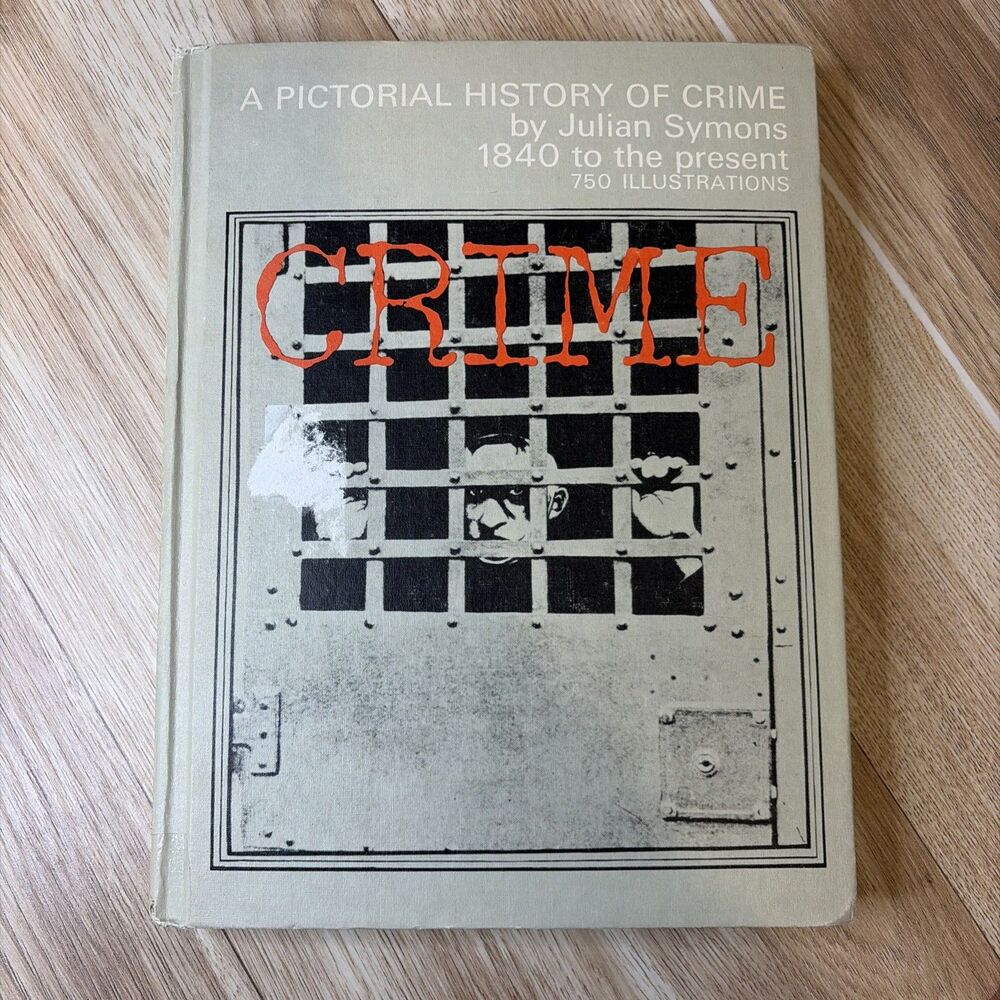 A PICTORIAL HISTORY OF CRIME
by Julian Symons
1840 to the present
750 ILLUSTRATIONS
CRIME